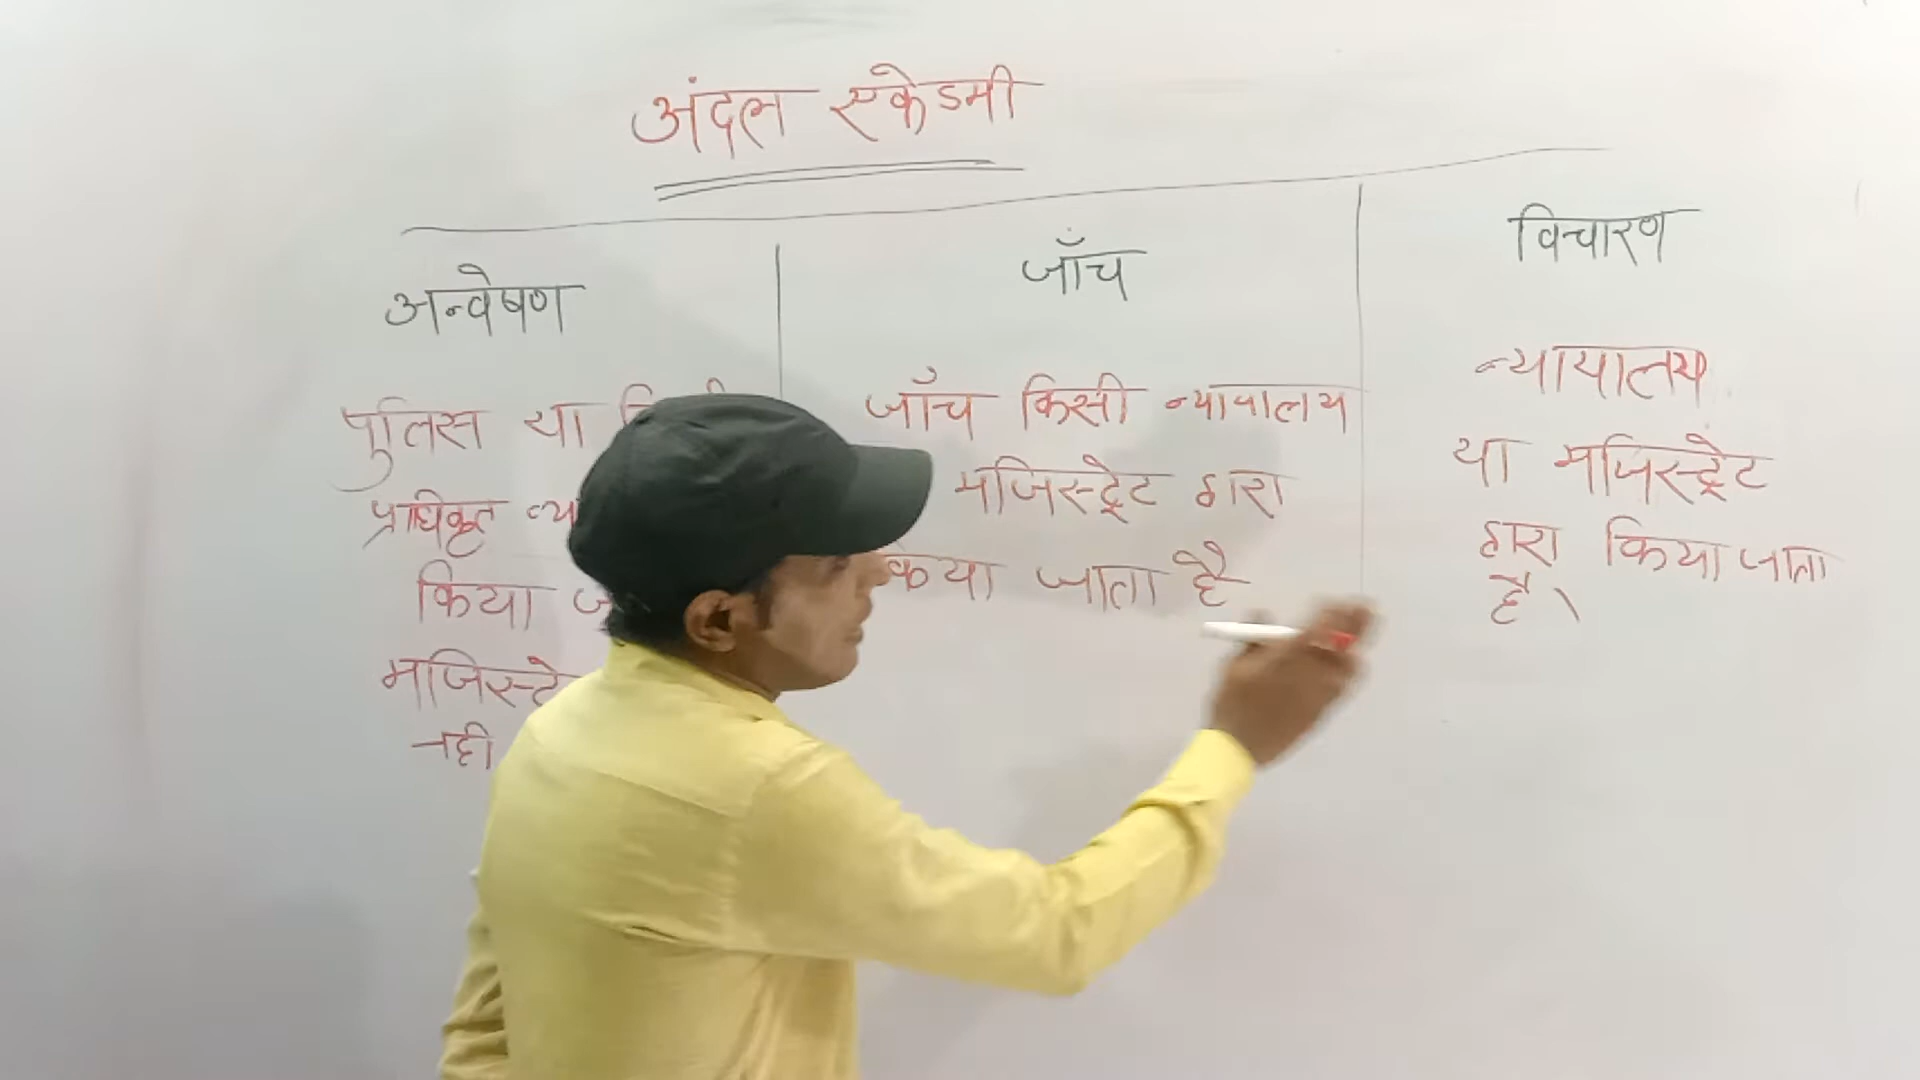 अंदल एकेडमी
अन्वेषण
जाँच
विचारण
पुलिस या
प्राधिकृत
किया
मजिस्टे
नही
जाँच किसी न्यायालय
मजिस्ट्रेट द्वारा
किया जाता है
न्यायालय
या मजिस्ट्रेट
द्वारा किया जाता
है।